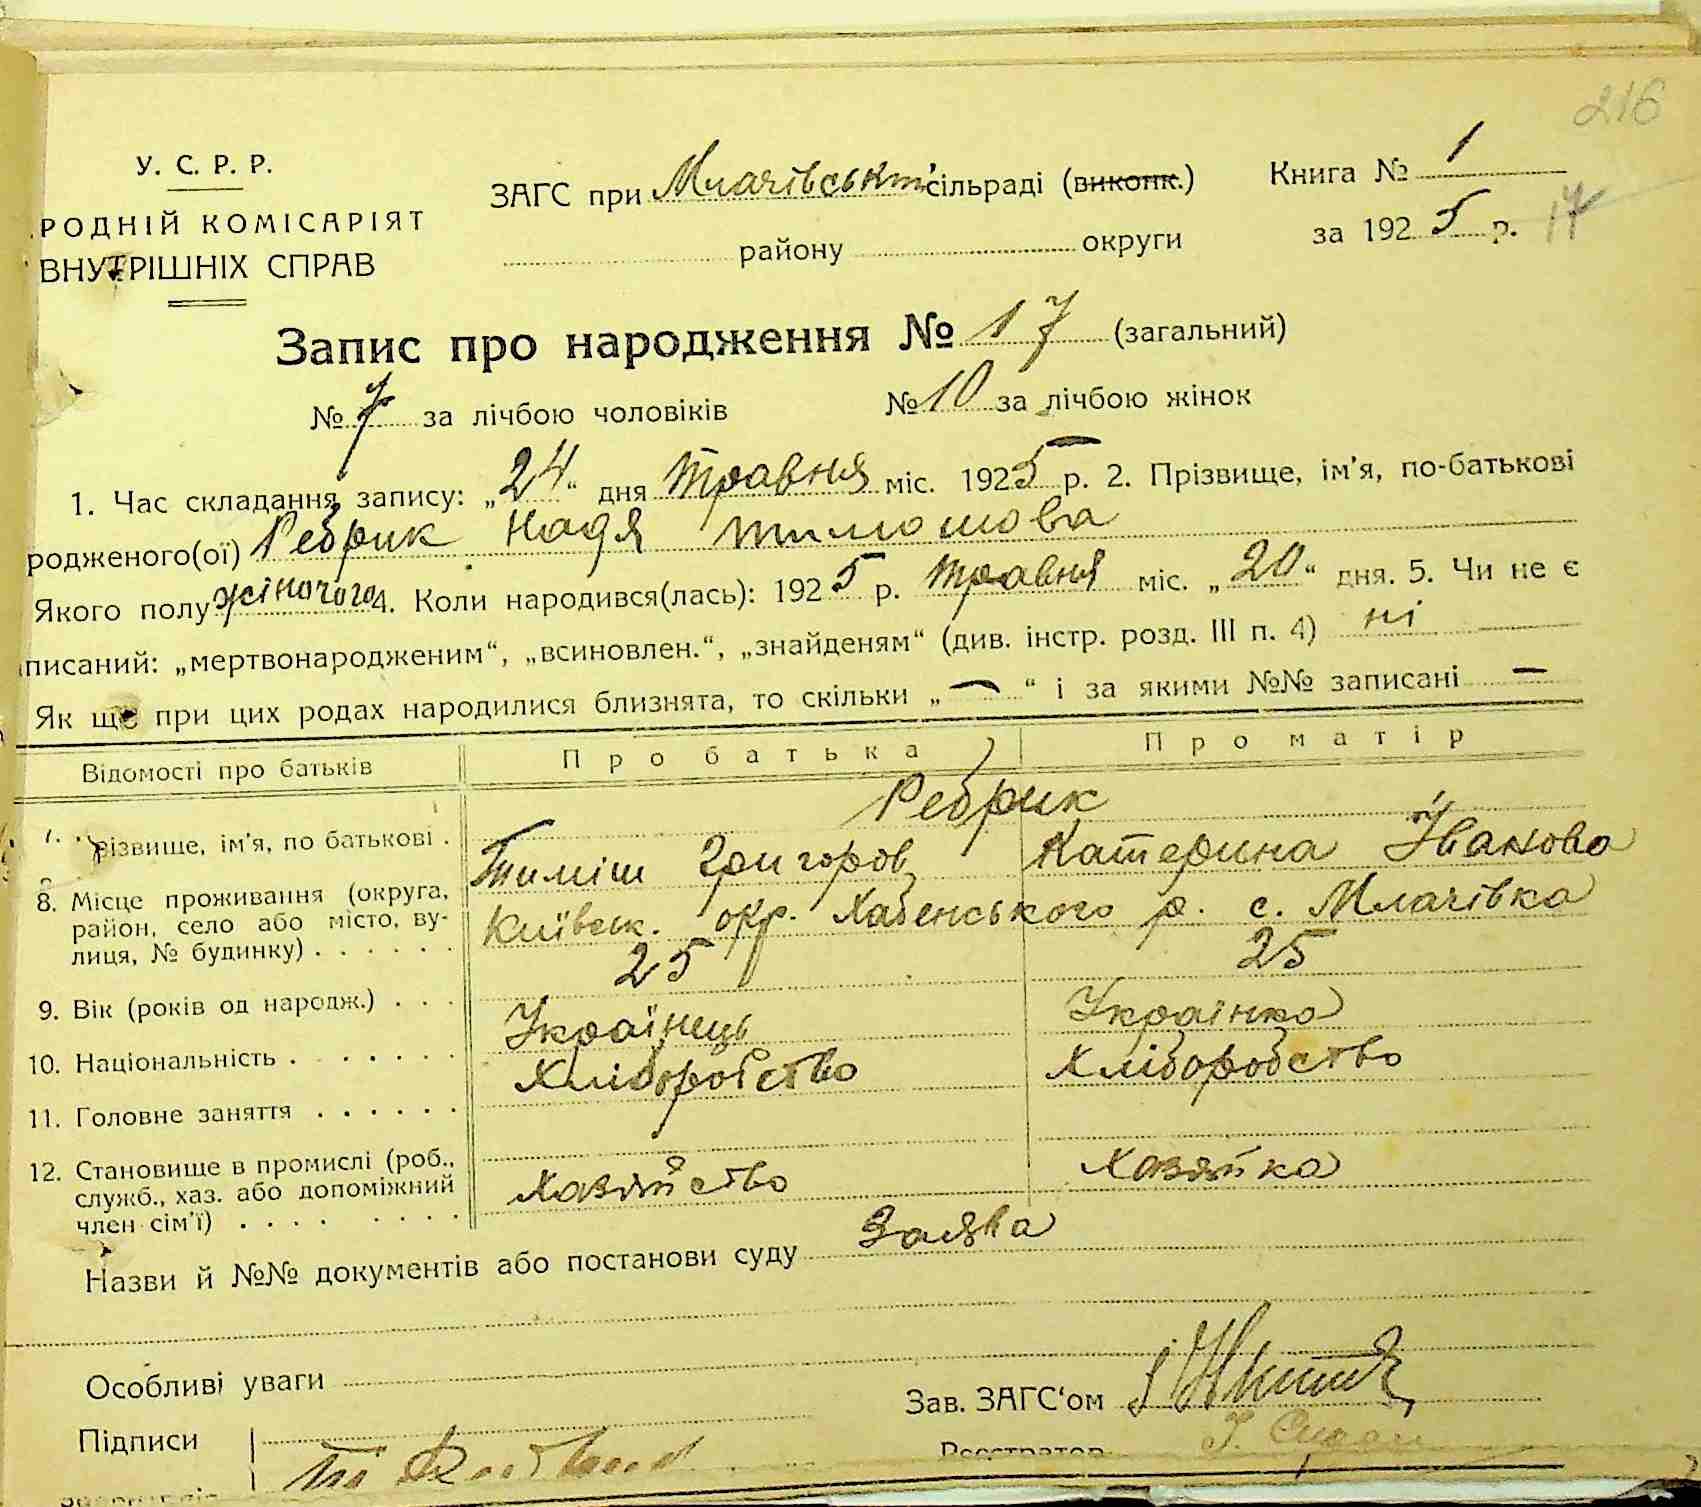 216
У. С. Р. Р.
РОДНІЙ КОМІСАРІЯТ
ВНУТРІШНІХ СПРАВ
ЗАГС при Млачівській сільраді (виконк.)
району округи
Книга № 1
за 1925 р. 17
Запис про народження № 17 (загальний)
№ 7 за лічбою чоловіків № 10 за лічбою жінок
1. Час складання запису: „24“ дня Травня міс. 1925 р. 2. Прізвище, ім'я, по-батькові
родженого(ої) Ребрик Надя Тимошова
Якого полу жіночого 4. Коли народився(лась): 1925 р. Травня міс. „20“ дня. 5. Чи не є
писаний: „мертвонародженим“, „всиновлен.“, „знайденям“ (див. інстр. розд. III п. 4) ні
Як ще при цих родах народилися близнята, то скільки „—“ і за якими №№ записані —
Відомості про батьків Про батька Про матір
Ребрик
7. Прізвище, ім'я, по батькові . Тиміш Григоров Катерина Іванова
8. Місце проживання (округа,
район, село або місто, ву-
лиця, № будинку) . . . . . . Київськ. окр. Хабенського р. с. Млачівка
9. Вік (років од народж.) . . . 25 25
10. Національність . . . . . . . Українець Украінка
11. Головне заняття . . . . . . Хліборобство Хліборобство
12. Становище в промислі (роб.,
служб., хаз. або допоміжний
член сім'ї) . . . . . . . . Хазяйство Хазяйка
Назви й №№ документів або постанови суду Заява
Особливі уваги
Зав. ЗАГС'ом
Підписи
Реєстратор